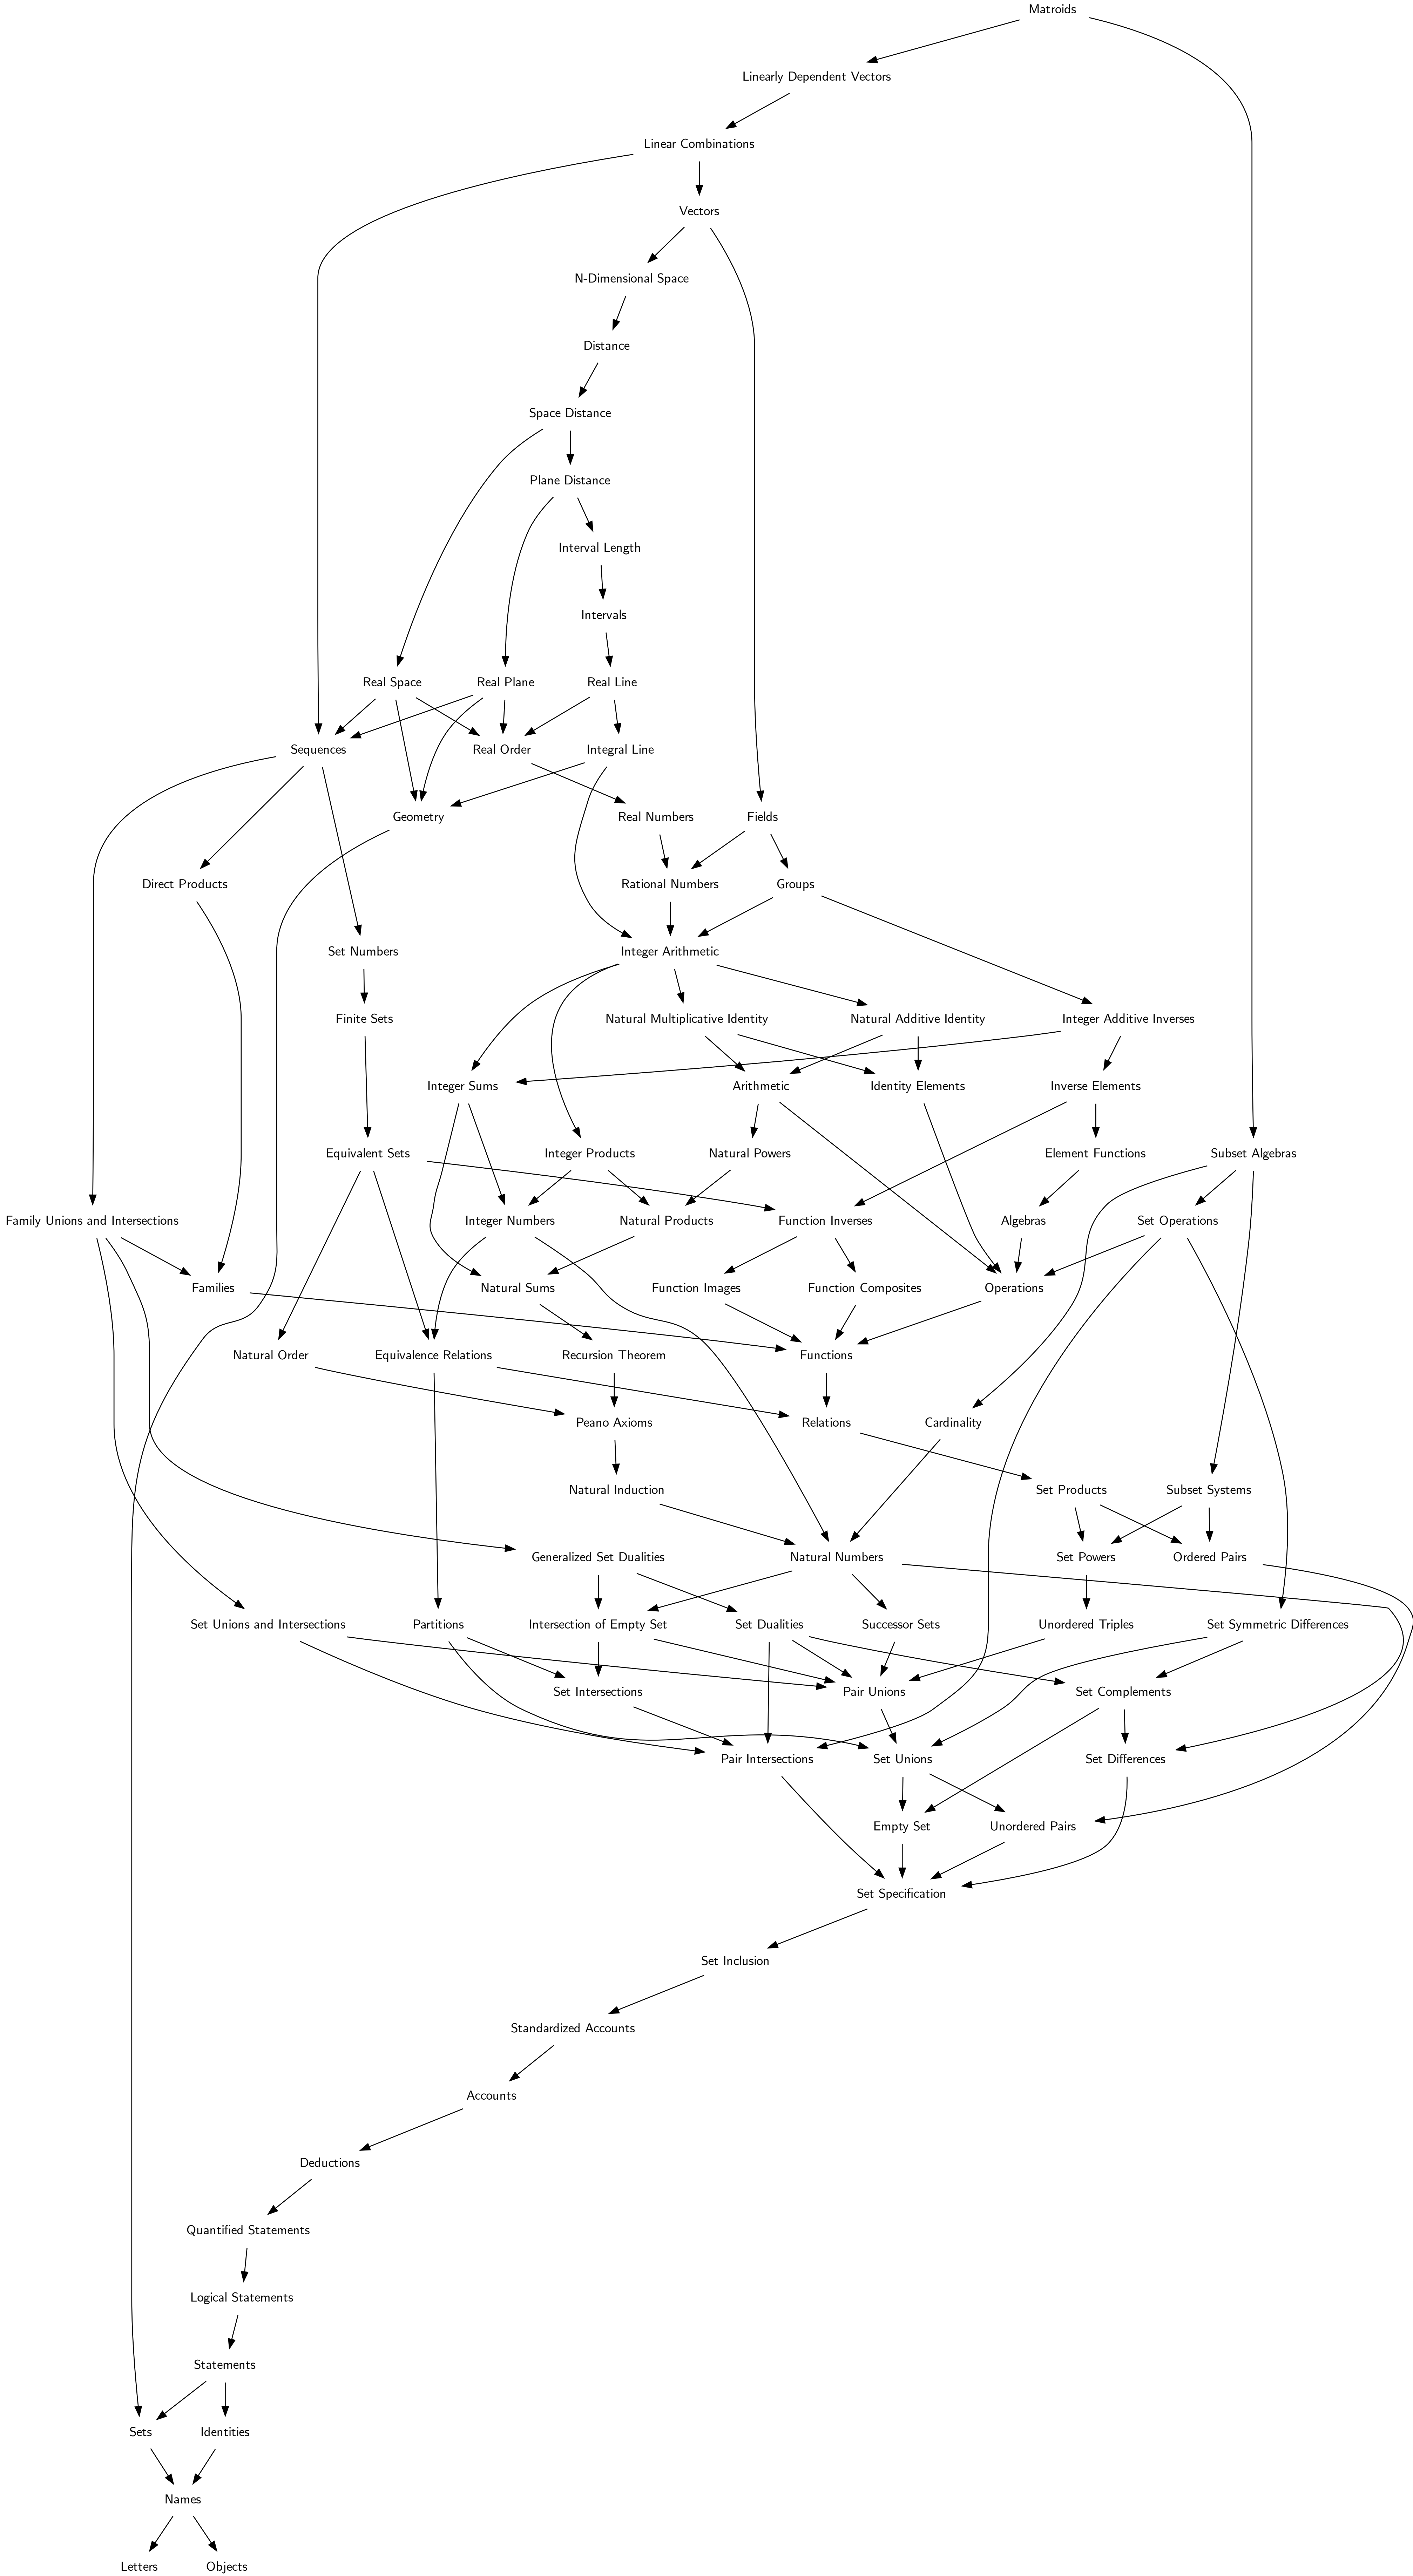 Matroids
Linearly Dependent Vectors
Linear Combinations
Vectors
N-Dimensional Space
Distance
Space Distance
Plane Distance
Interval Length
Intervals
Real Space
Real Plane
Real Line
Sequences
Real Order
Integral Line
Geometry
Real Numbers
Fields
Direct Products
Rational Numbers
Groups
Set Numbers
Integer Arithmetic
Finite Sets
Natural Multiplicative Identity
Natural Additive Identity
Integer Additive Inverses
Integer Sums
Arithmetic
Identity Elements
Inverse Elements
Equivalent Sets
Integer Products
Natural Powers
Element Functions
Subset Algebras
Family Unions and Intersections
Integer Numbers
Natural Products
Function Inverses
Algebras
Set Operations
Families
Natural Sums
Function Images
Function Composites
Operations
Natural Order
Equivalence Relations
Recursion Theorem
Functions
Peano Axioms
Relations
Cardinality
Natural Induction
Set Products
Subset Systems
Generalized Set Dualities
Natural Numbers
Set Powers
Ordered Pairs
Set Unions and Intersections
Partitions
Intersection of Empty Set
Set Dualities
Successor Sets
Unordered Triples
Set Symmetric Differences
Set Intersections
Pair Unions
Set Complements
Pair Intersections
Set Unions
Set Differences
Empty Set
Unordered Pairs
Set Specification
Set Inclusion
Standardized Accounts
Accounts
Deductions
Quantified Statements
Logical Statements
Statements
Sets
Identities
Names
Letters
Objects